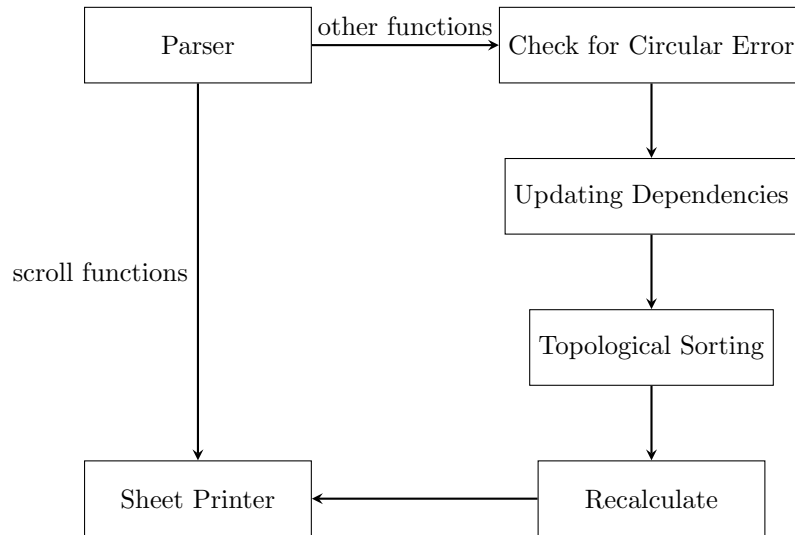 Parser
other functions
Check for Circular Error
Updating Dependencies
scroll functions
Topological Sorting
Sheet Printer
Recalculate